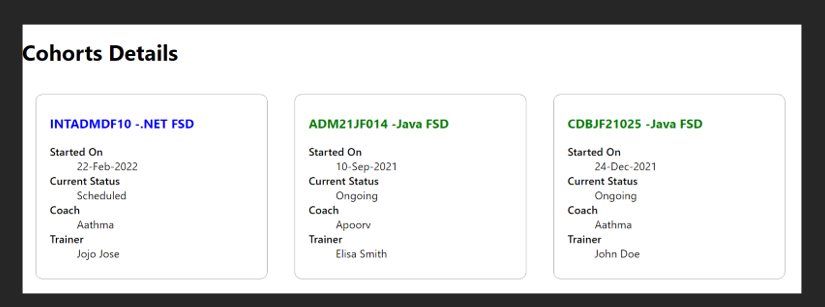 Cohorts Details
INTADMDF10 -.NET FSD
Started On
22-Feb-2022
Current Status
Scheduled
Coach
Aathma
Trainer
Jojo Jose
ADM21JF014 -Java FSD
Started On
10-Sep-2021
Current Status
Ongoing
Coach
Apoorv
Trainer
Elisa Smith
CDBJF21025 -Java FSD
Started On
24-Dec-2021
Current Status
Ongoing
Coach
Aathma
Trainer
John Doe